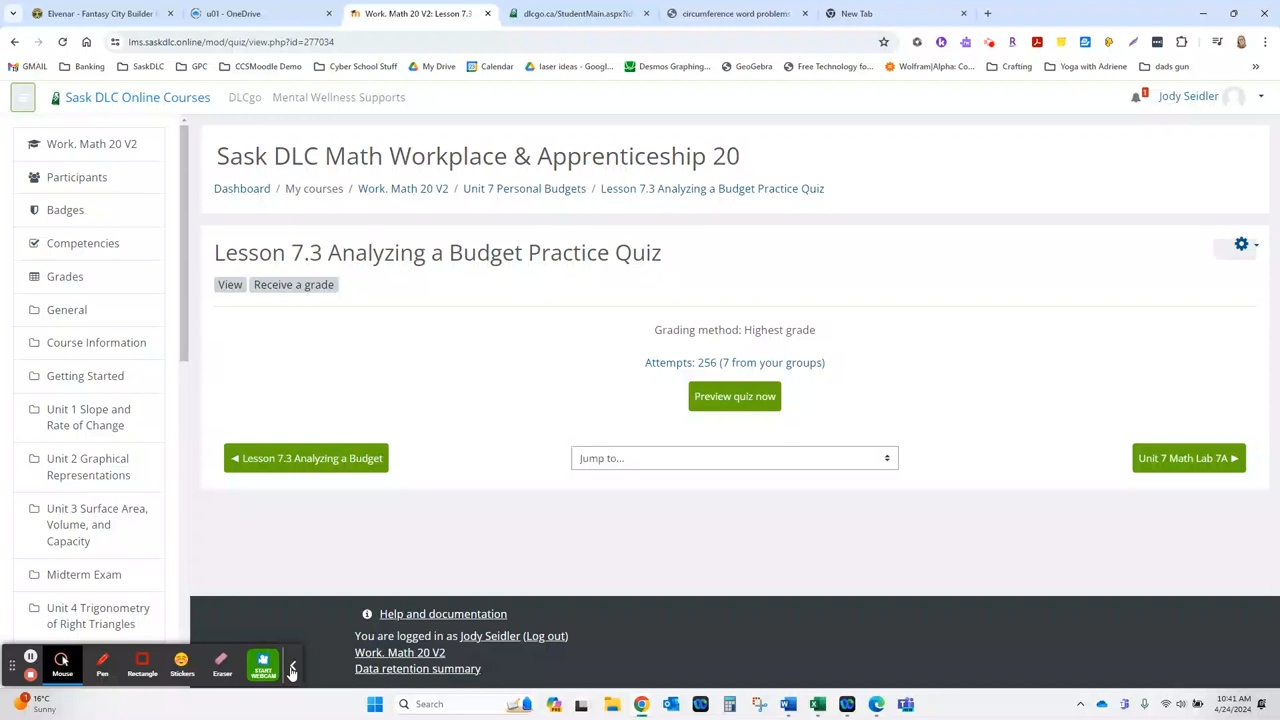 Elvenar - Fantasy City Builder
u01 - OneDrive
Work. Math 20 V2: Lesson 7.3
dlcgo.ca/StudentMain.aspx?id
circumference word problems
New Tab
lms.saskdlc.online/mod/quiz/view.php?id=277034
GMAIL
Banking
SaskDLC
GPC
CCSMoodle Demo
Cyber School Stuff
My Drive
Calendar
laser ideas - Googl...
Desmos Graphing...
GeoGebra
Free Technology fo...
Wolfram|Alpha: Co...
Crafting
Yoga with Adriene
dads gun
»
Sask DLC Online Courses
DLCgo
Mental Wellness Supports
1
Jody Seidler
Work. Math 20 V2
Participants
Badges
Competencies
Grades
General
Course Information
Getting Started
Unit 1 Slope and
Rate of Change
Unit 2 Graphical
Representations
Unit 3 Surface Area,
Volume, and
Capacity
Midterm Exam
Unit 4 Trigonometry
of Right Triangles
Sask DLC Math Workplace & Apprenticeship 20
Dashboard / My courses / Work. Math 20 V2 / Unit 7 Personal Budgets / Lesson 7.3 Analyzing a Budget Practice Quiz
Lesson 7.3 Analyzing a Budget Practice Quiz
View Receive a grade
Grading method: Highest grade
Attempts: 256 (7 from your groups)
Preview quiz now
◄ Lesson 7.3 Analyzing a Budget
Jump to...
Unit 7 Math Lab 7A ►
Help and documentation
You are logged in as Jody Seidler (Log out)
Work. Math 20 V2
Data retention summary
Mouse
Pen
Rectangle
Stickers
Eraser
START
WEBCAM
16°C
Sunny
Search
10:41 AM
4/24/2024